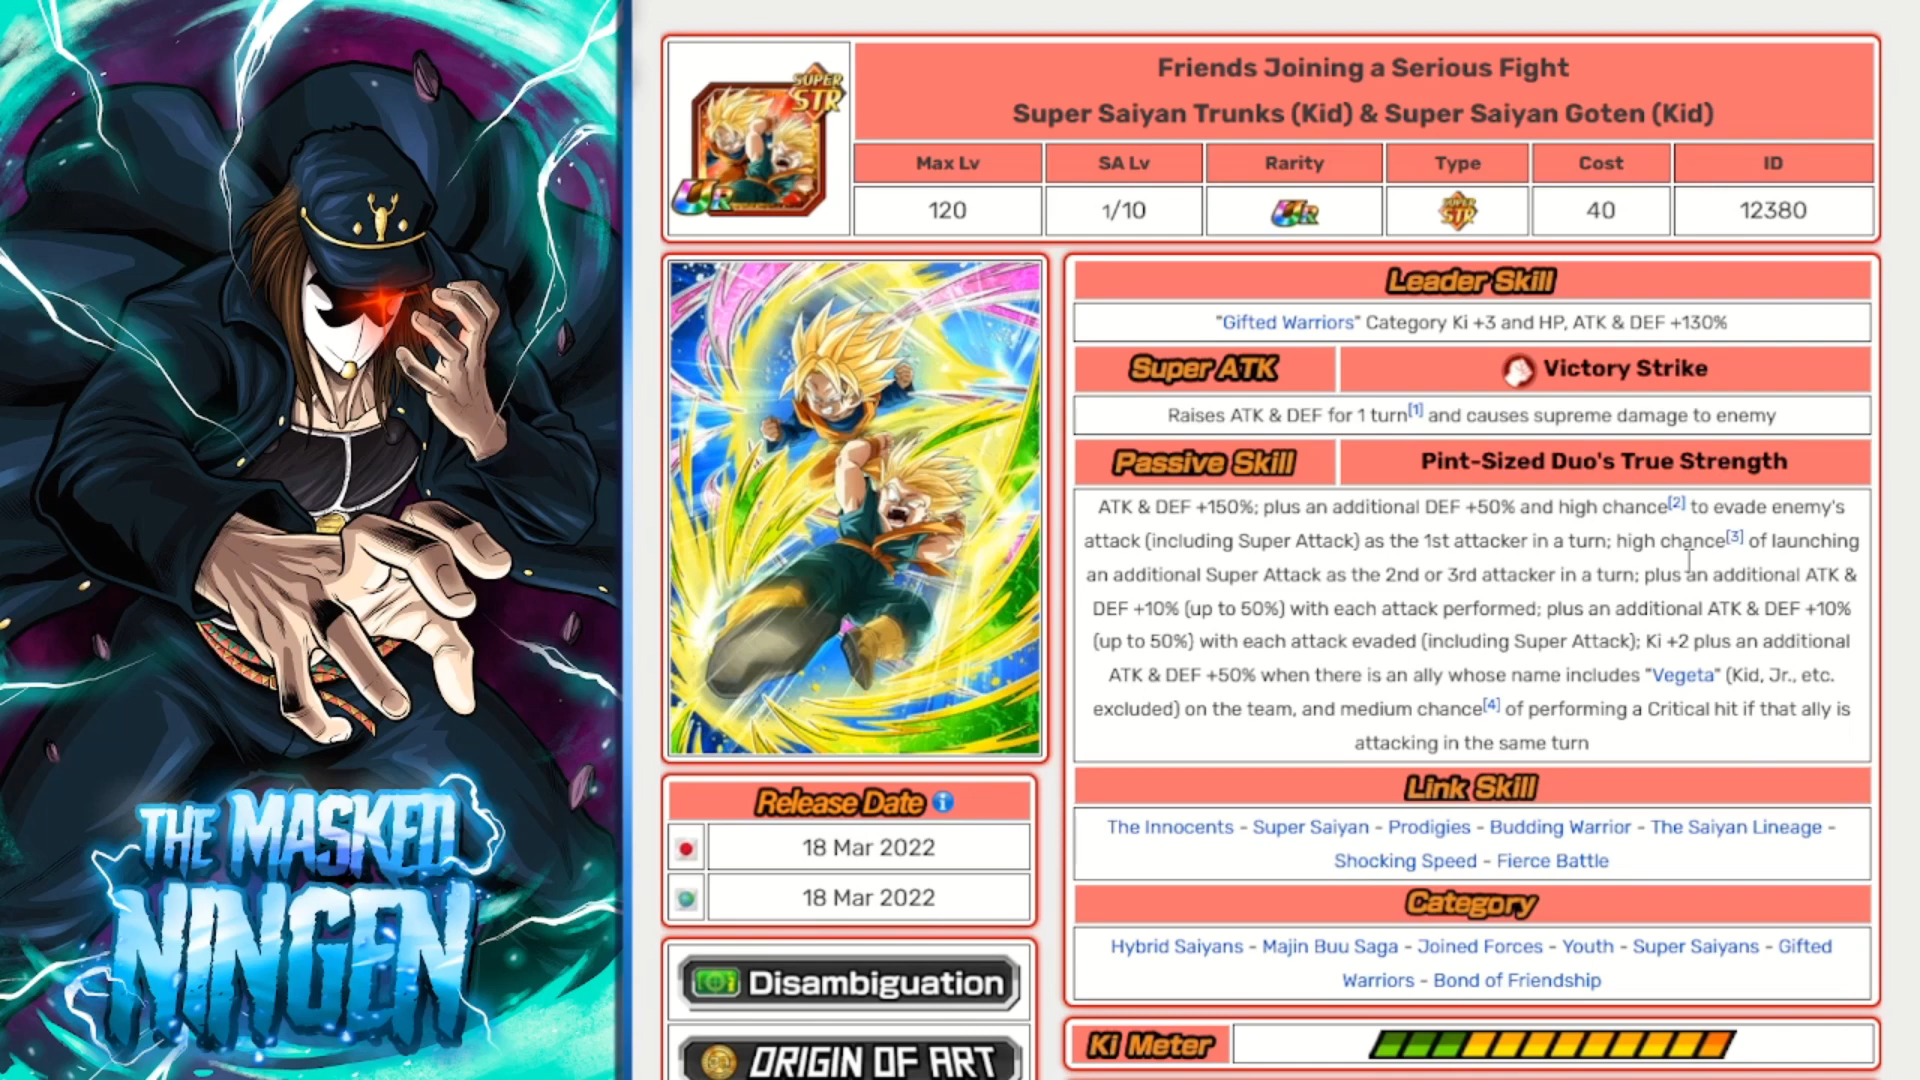 THE MASKED
NINGEN
SUPER
STR
UR
Friends Joining a Serious Fight
Super Saiyan Trunks (Kid) & Super Saiyan Goten (Kid)
Max Lv SA Lv Rarity Type Cost ID
120 1/10 UR SUPER STR 40 12380
Leader Skill
"Gifted Warriors" Category Ki +3 and HP, ATK & DEF +130%
Super ATK Victory Strike
Raises ATK & DEF for 1 turn[1] and causes supreme damage to enemy
Passive Skill Pint-Sized Duo's True Strength
ATK & DEF +150%; plus an additional DEF +50% and high chance[2] to evade enemy's
attack (including Super Attack) as the 1st attacker in a turn; high chance[3] of launching
an additional Super Attack as the 2nd or 3rd attacker in a turn; plus an additional ATK &
DEF +10% (up to 50%) with each attack performed; plus an additional ATK & DEF +10%
(up to 50%) with each attack evaded (including Super Attack); Ki +2 plus an additional
ATK & DEF +50% when there is an ally whose name includes "Vegeta" (Kid, Jr., etc.
excluded) on the team, and medium chance[4] of performing a Critical hit if that ally is
attacking in the same turn
Link Skill
The Innocents - Super Saiyan - Prodigies - Budding Warrior - The Saiyan Lineage -
Shocking Speed - Fierce Battle
Category
Hybrid Saiyans - Majin Buu Saga - Joined Forces - Youth - Super Saiyans - Gifted
Warriors - Bond of Friendship
Ki Meter
Release Date i
18 Mar 2022
18 Mar 2022
Disambiguation
ORIGIN OF ART